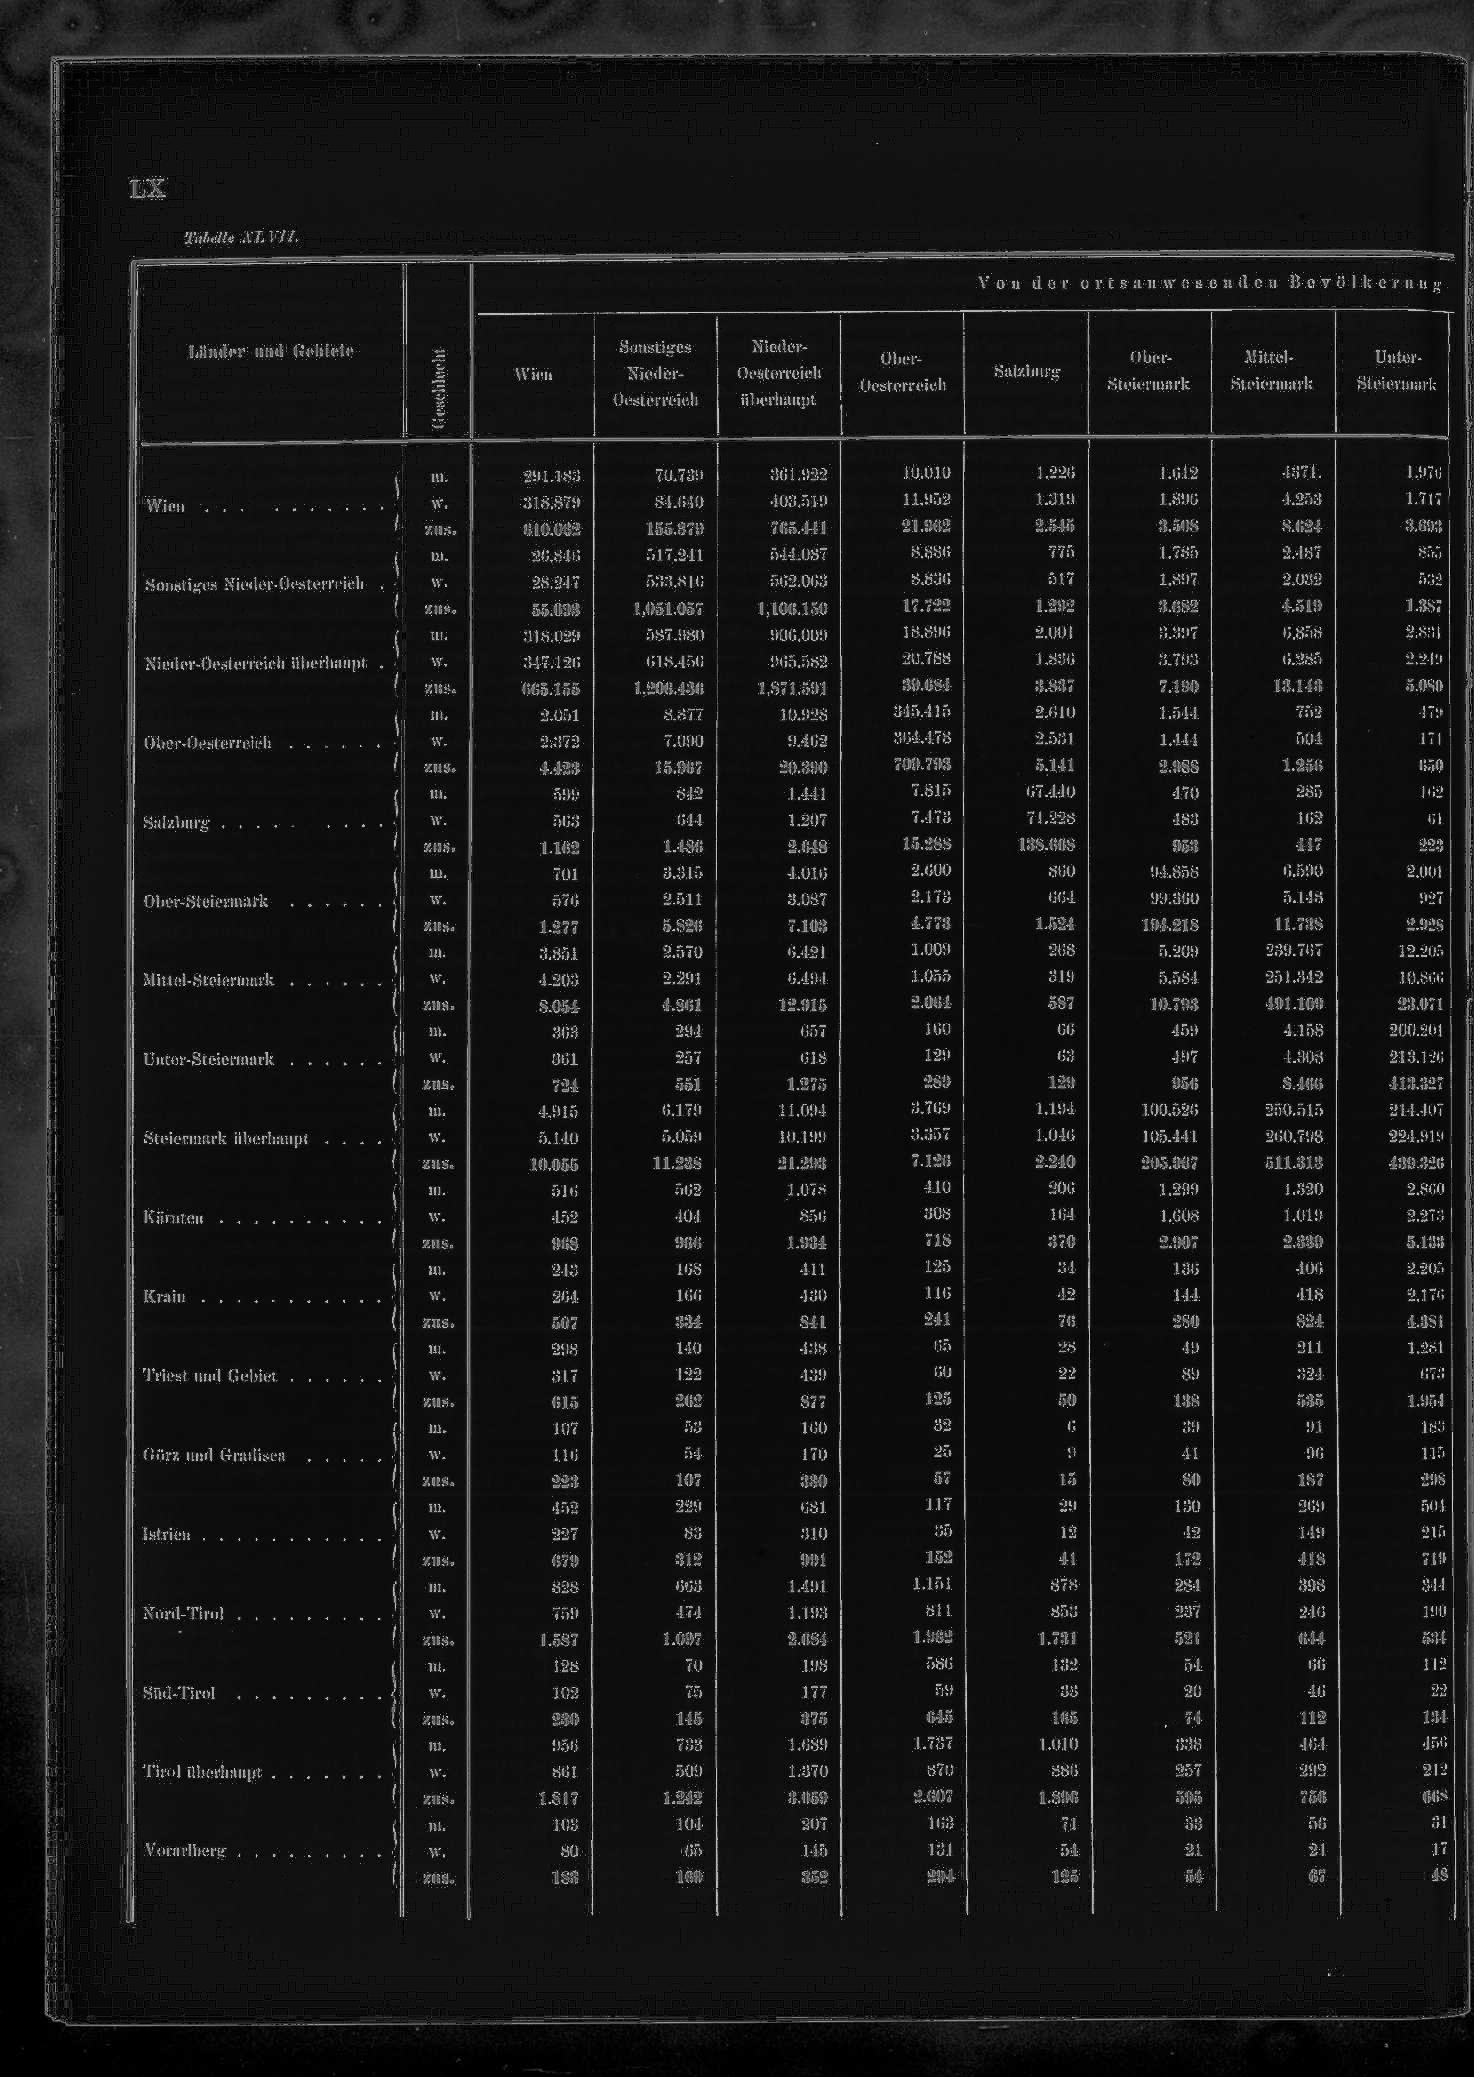 LX
Tabelle XLVII.
Von der ortsanwesenden Bevölkerung
Länder und Gebiete Geschlecht Wien Sonstiges Nieder-Oesterreich Nieder-Oesterreich überhaupt Ober-Oesterreich Salzburg Ober-Steiermark Mittel-Steiermark Unter-Steiermark
m. 291.183 70.739 361.922 10.010 1.226 1.612 4371. 1.976
Wien w. 318.879 84.640 403.519 11.952 1.319 1.896 4.253 1.717
zus. 610.062 155.379 765.441 21.962 2.545 3.508 8.624 3.693
m. 26.846 517.241 544.087 8.886 775 1.785 2.487 855
Sonstiges Nieder-Oesterreich w. 28.247 533.816 562.063 8.836 517 1.897 2.032 532
zus. 55.093 1,051.057 1,106.150 17.722 1.292 3.682 4.519 1.387
m. 318.029 587.980 906.009 18.896 2.001 3.397 6.858 2.831
Nieder-Oesterreich überhaupt w. 347.126 618.456 965.582 20.788 1.836 3.793 6.285 2.249
zus. 665.155 1,206.436 1,871.591 39.684 3.837 7.190 13.143 5.080
m. 2.051 8.877 10.928 345.415 2.610 1.544 752 479
Ober-Oesterreich w. 2.372 7.090 9.462 364.478 2.531 1.444 504 171
zus. 4.423 15.967 20.390 709.793 5.141 2.988 1.256 650
m. 599 842 1.441 7.815 67.440 470 285 162
Salzburg w. 563 644 1.207 7.473 71.228 483 162 61
zus. 1.162 1.486 2.648 15.288 138.668 953 447 223
m. 701 3.315 4.016 2.600 860 94.858 6.590 2.001
Ober-Steiermark w. 576 2.511 3.087 2.173 664 99.360 5.148 927
zus. 1.277 5.826 7.103 4.773 1.524 194.218 11.738 2.928
m. 3.851 2.570 6.421 1.009 268 5.209 239.767 12.205
Mittel-Steiermark w. 4.203 2.291 6.494 1.055 319 5.584 251.342 10.866
zus. 8.054 4.861 12.915 2.064 587 10.793 491.109 23.071
m. 363 294 657 160 66 459 4.158 200.201
Unter-Steiermark w. 361 257 618 129 63 497 4.308 213.126
zus. 724 551 1.275 289 129 956 8.466 413.327
m. 4.915 6.179 11.094 3.769 1.194 100.526 250.515 214.407
Steiermark überhaupt w. 5.140 5.059 10.199 3.357 1.046 105.441 260.798 224.919
zus. 10.055 11.238 21.293 7.126 2.240 205.967 511.313 439.326
m. 516 562 1.078 410 206 1.299 1.320 2.860
Kärnten w. 452 404 856 308 164 1.608 1.019 2.273
zus. 968 966 1.934 718 370 2.907 2.339 5.133
m. 243 168 411 125 34 136 406 2.205
Krain w. 264 166 430 116 42 144 418 2.176
zus. 507 334 841 241 76 280 824 4.381
m. 298 140 438 65 28 49 211 1.281
Triest und Gebiet w. 317 122 439 60 22 89 324 673
zus. 615 262 877 125 50 138 535 1.954
m. 107 53 160 32 6 39 91 183
Görz und Gradisca w. 116 54 170 25 9 41 96 115
zus. 223 107 330 57 15 80 187 298
m. 452 229 681 117 29 130 269 504
Istrien w. 227 83 310 35 12 42 149 215
zus. 679 312 991 152 41 172 418 719
m. 828 663 1.491 1.151 878 284 398 344
Nord-Tirol w. 759 474 1.193 811 853 237 246 190
zus. 1.587 1.097 2.684 1.962 1.731 521 644 534
m. 128 70 198 586 132 54 66 112
Süd-Tirol w. 102 75 177 59 33 20 46 22
zus. 230 145 375 645 165 74 112 134
m. 956 733 1.689 1.737 1.010 338 464 456
Tirol überhaupt w. 861 509 1.370 870 886 257 292 212
zus. 1.817 1.242 3.059 2.607 1.896 595 756 668
m. 103 104 207 163 71 33 56 31
Vorarlberg w. 80 65 145 131 54 21 21 17
zus. 183 169 352 294 125 54 67 48